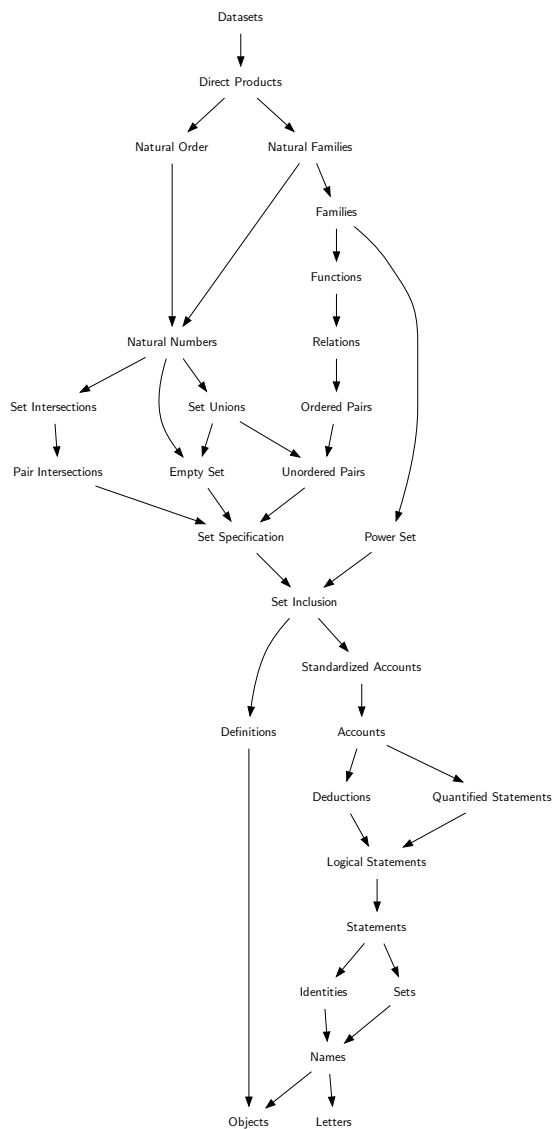 Datasets
Direct Products
Natural Order
Natural Families
Families
Functions
Natural Numbers
Relations
Set Intersections
Set Unions
Ordered Pairs
Pair Intersections
Empty Set
Unordered Pairs
Set Specification
Power Set
Set Inclusion
Standardized Accounts
Definitions
Accounts
Deductions
Quantified Statements
Logical Statements
Statements
Identities
Sets
Names
Objects
Letters